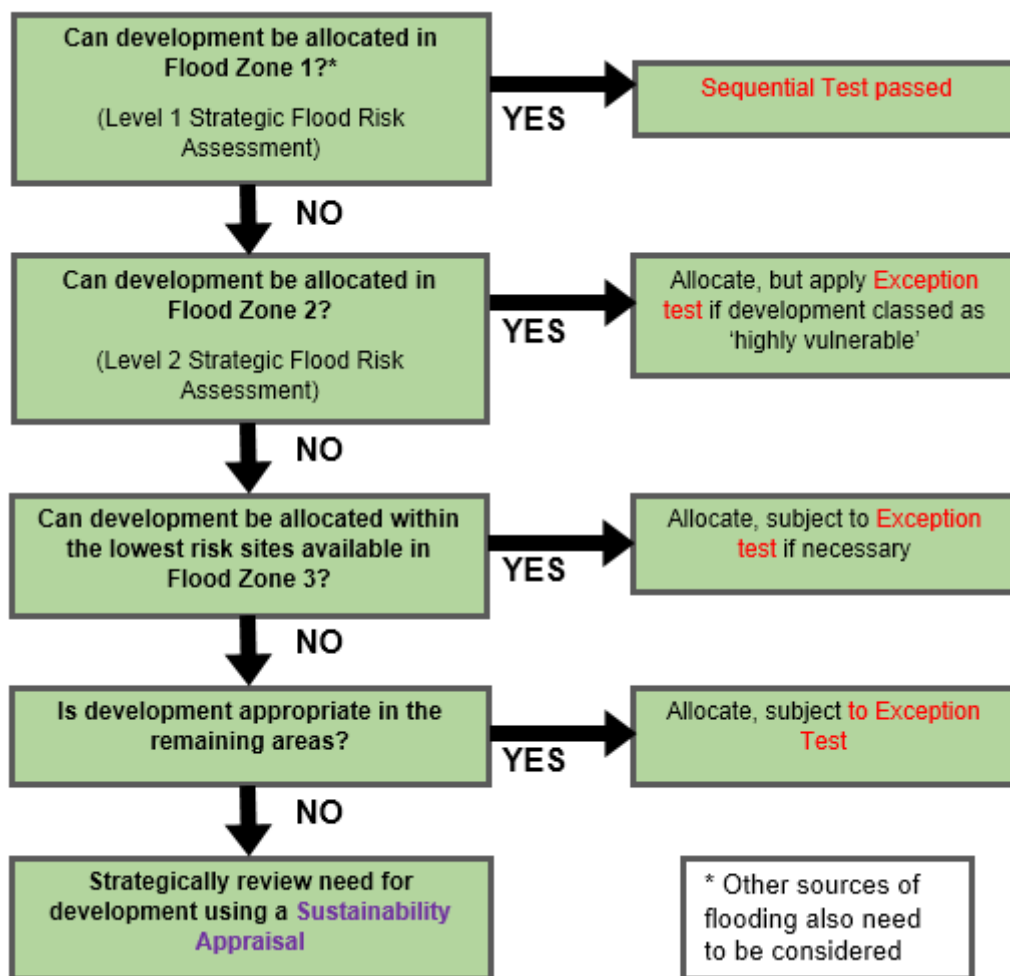 Can development be allocated in
Flood Zone 1?*
(Level 1 Strategic Flood Risk
Assessment)
YES
Sequential Test passed
NO
Can development be allocated in
Flood Zone 2?
(Level 2 Strategic Flood Risk
Assessment)
YES
Allocate, but apply Exception
test if development classed as
‘highly vulnerable’
NO
Can development be allocated within
the lowest risk sites available in
Flood Zone 3?
YES
Allocate, subject to Exception
test if necessary
NO
Is development appropriate in the
remaining areas?
YES
Allocate, subject to Exception
Test
NO
Strategically review need for
development using a Sustainability
Appraisal
* Other sources of
flooding also need
to be considered